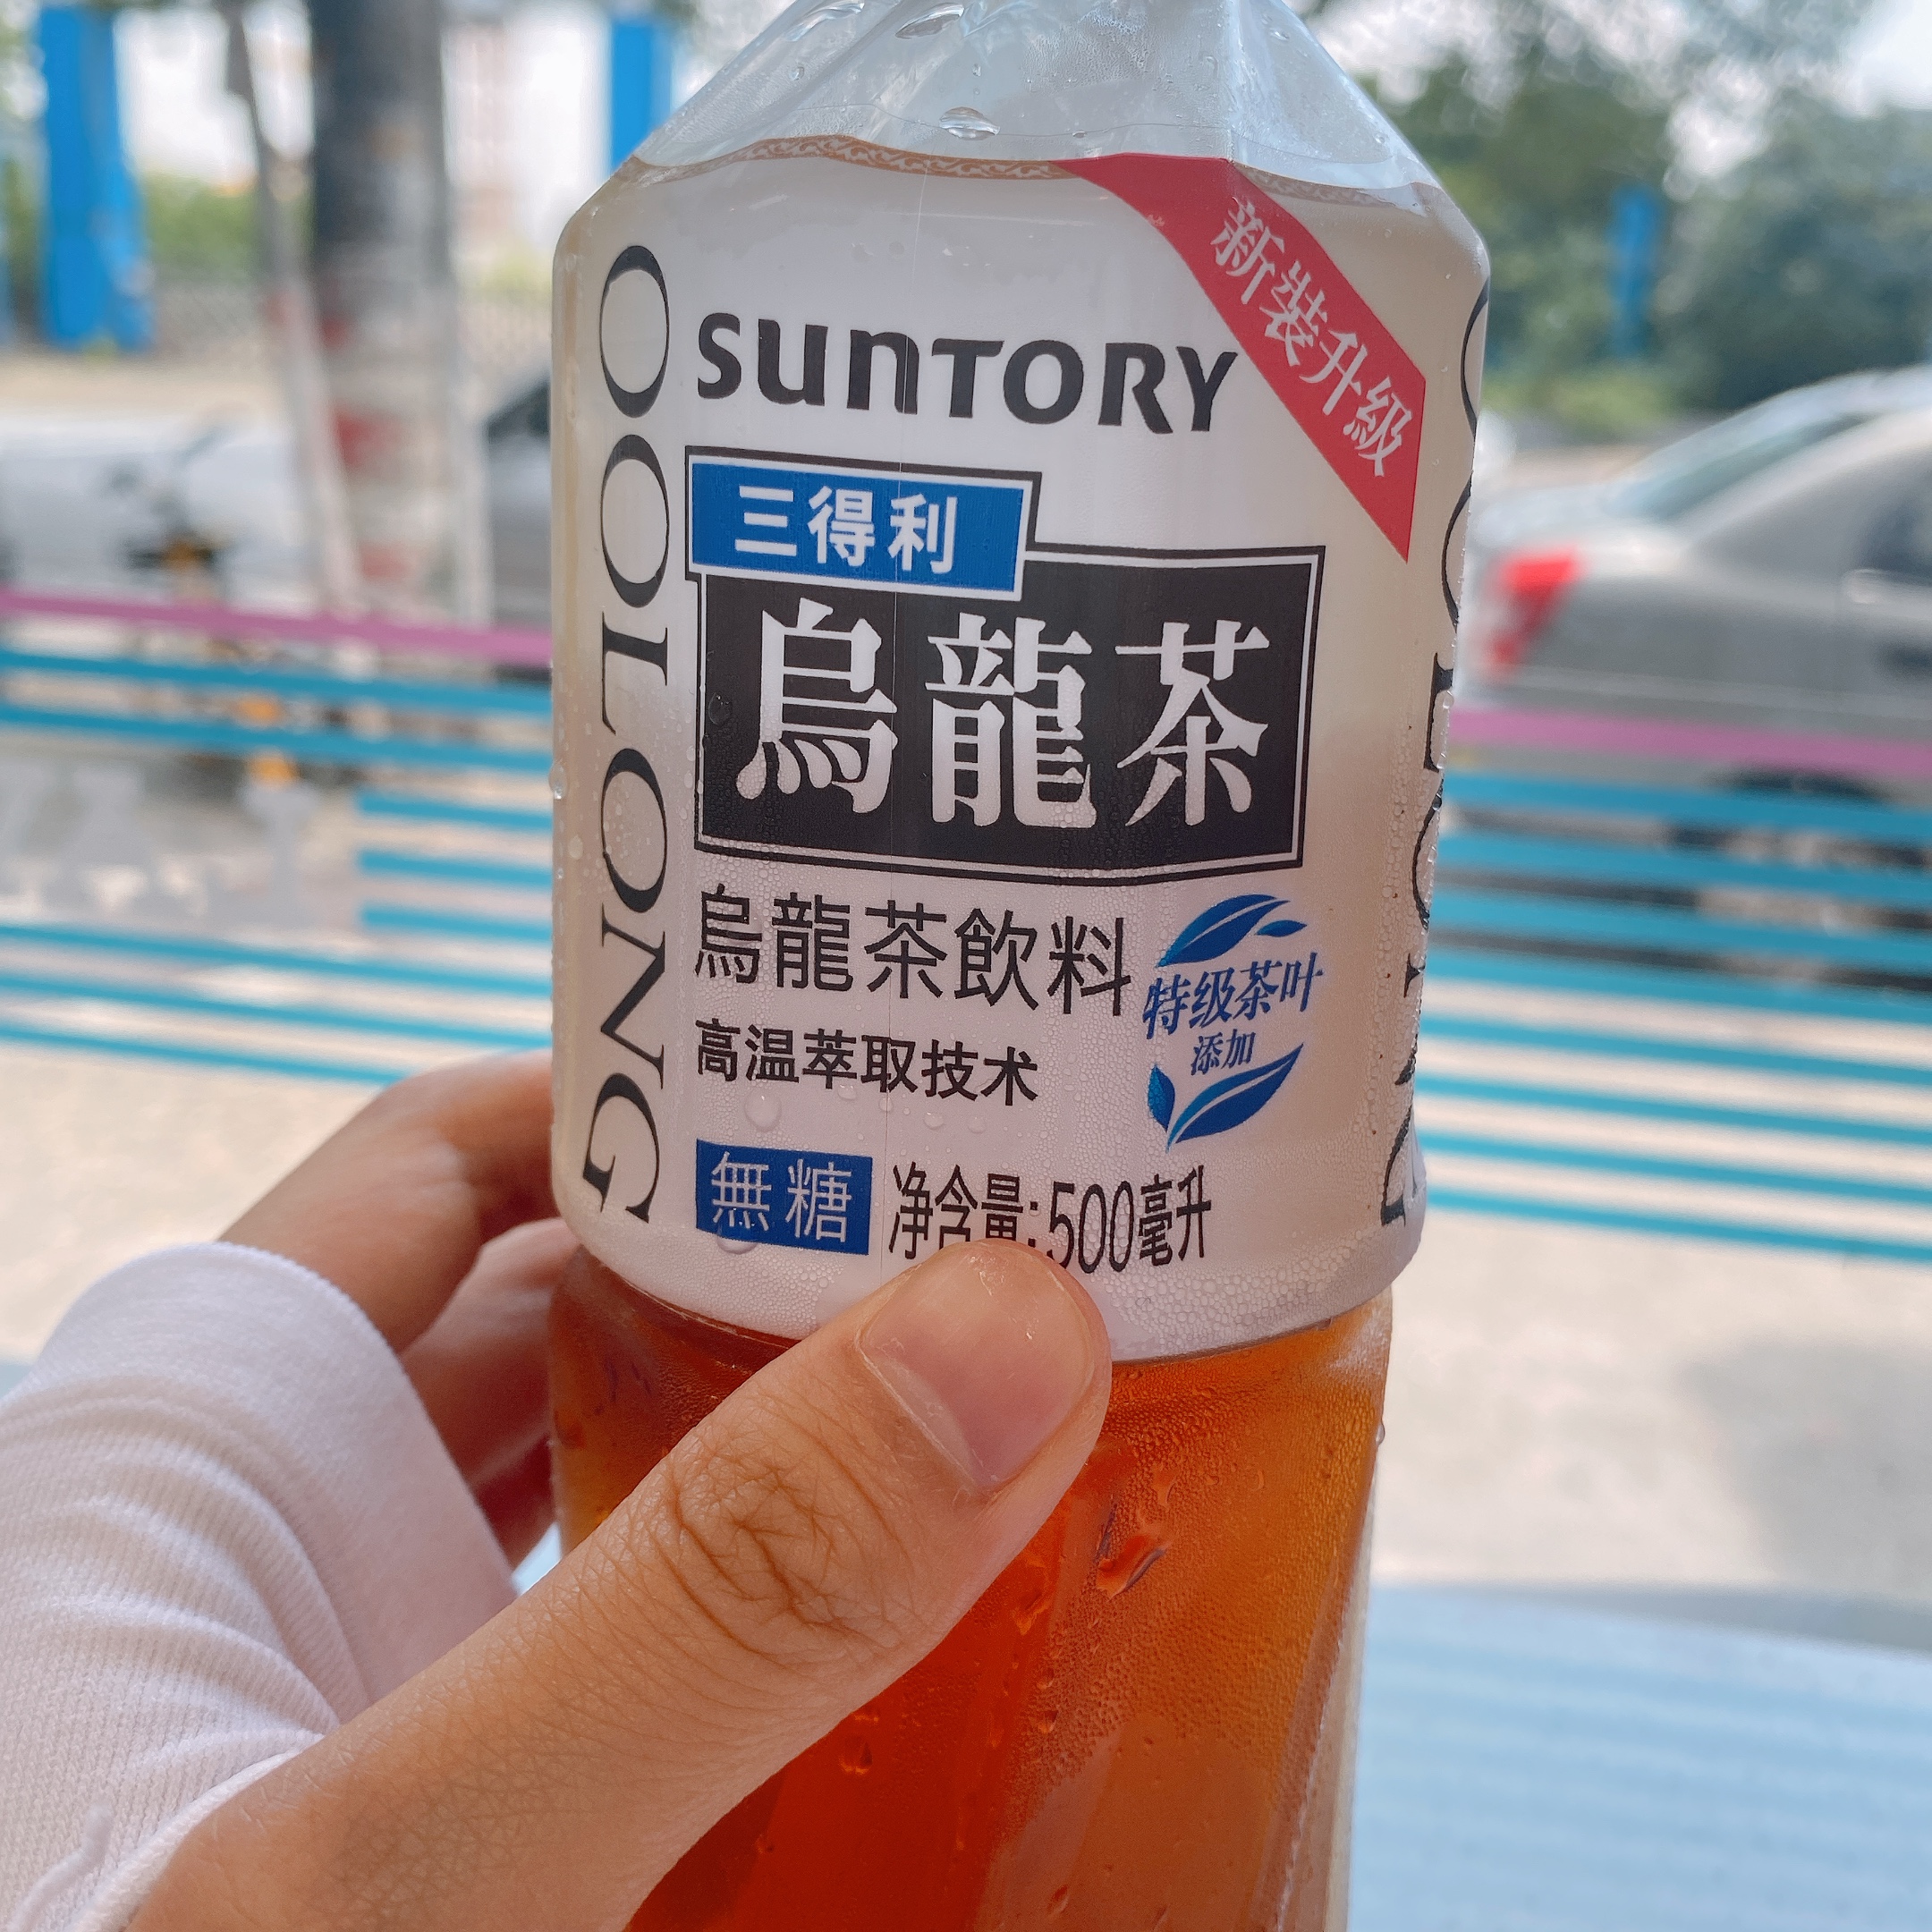 新裝升級
OOLONG
SUNTORY
三得利
烏龍茶
烏龍茶飲料
特级茶叶
添加
高温萃取技术
無糖
净含量:500毫升
OOLONG